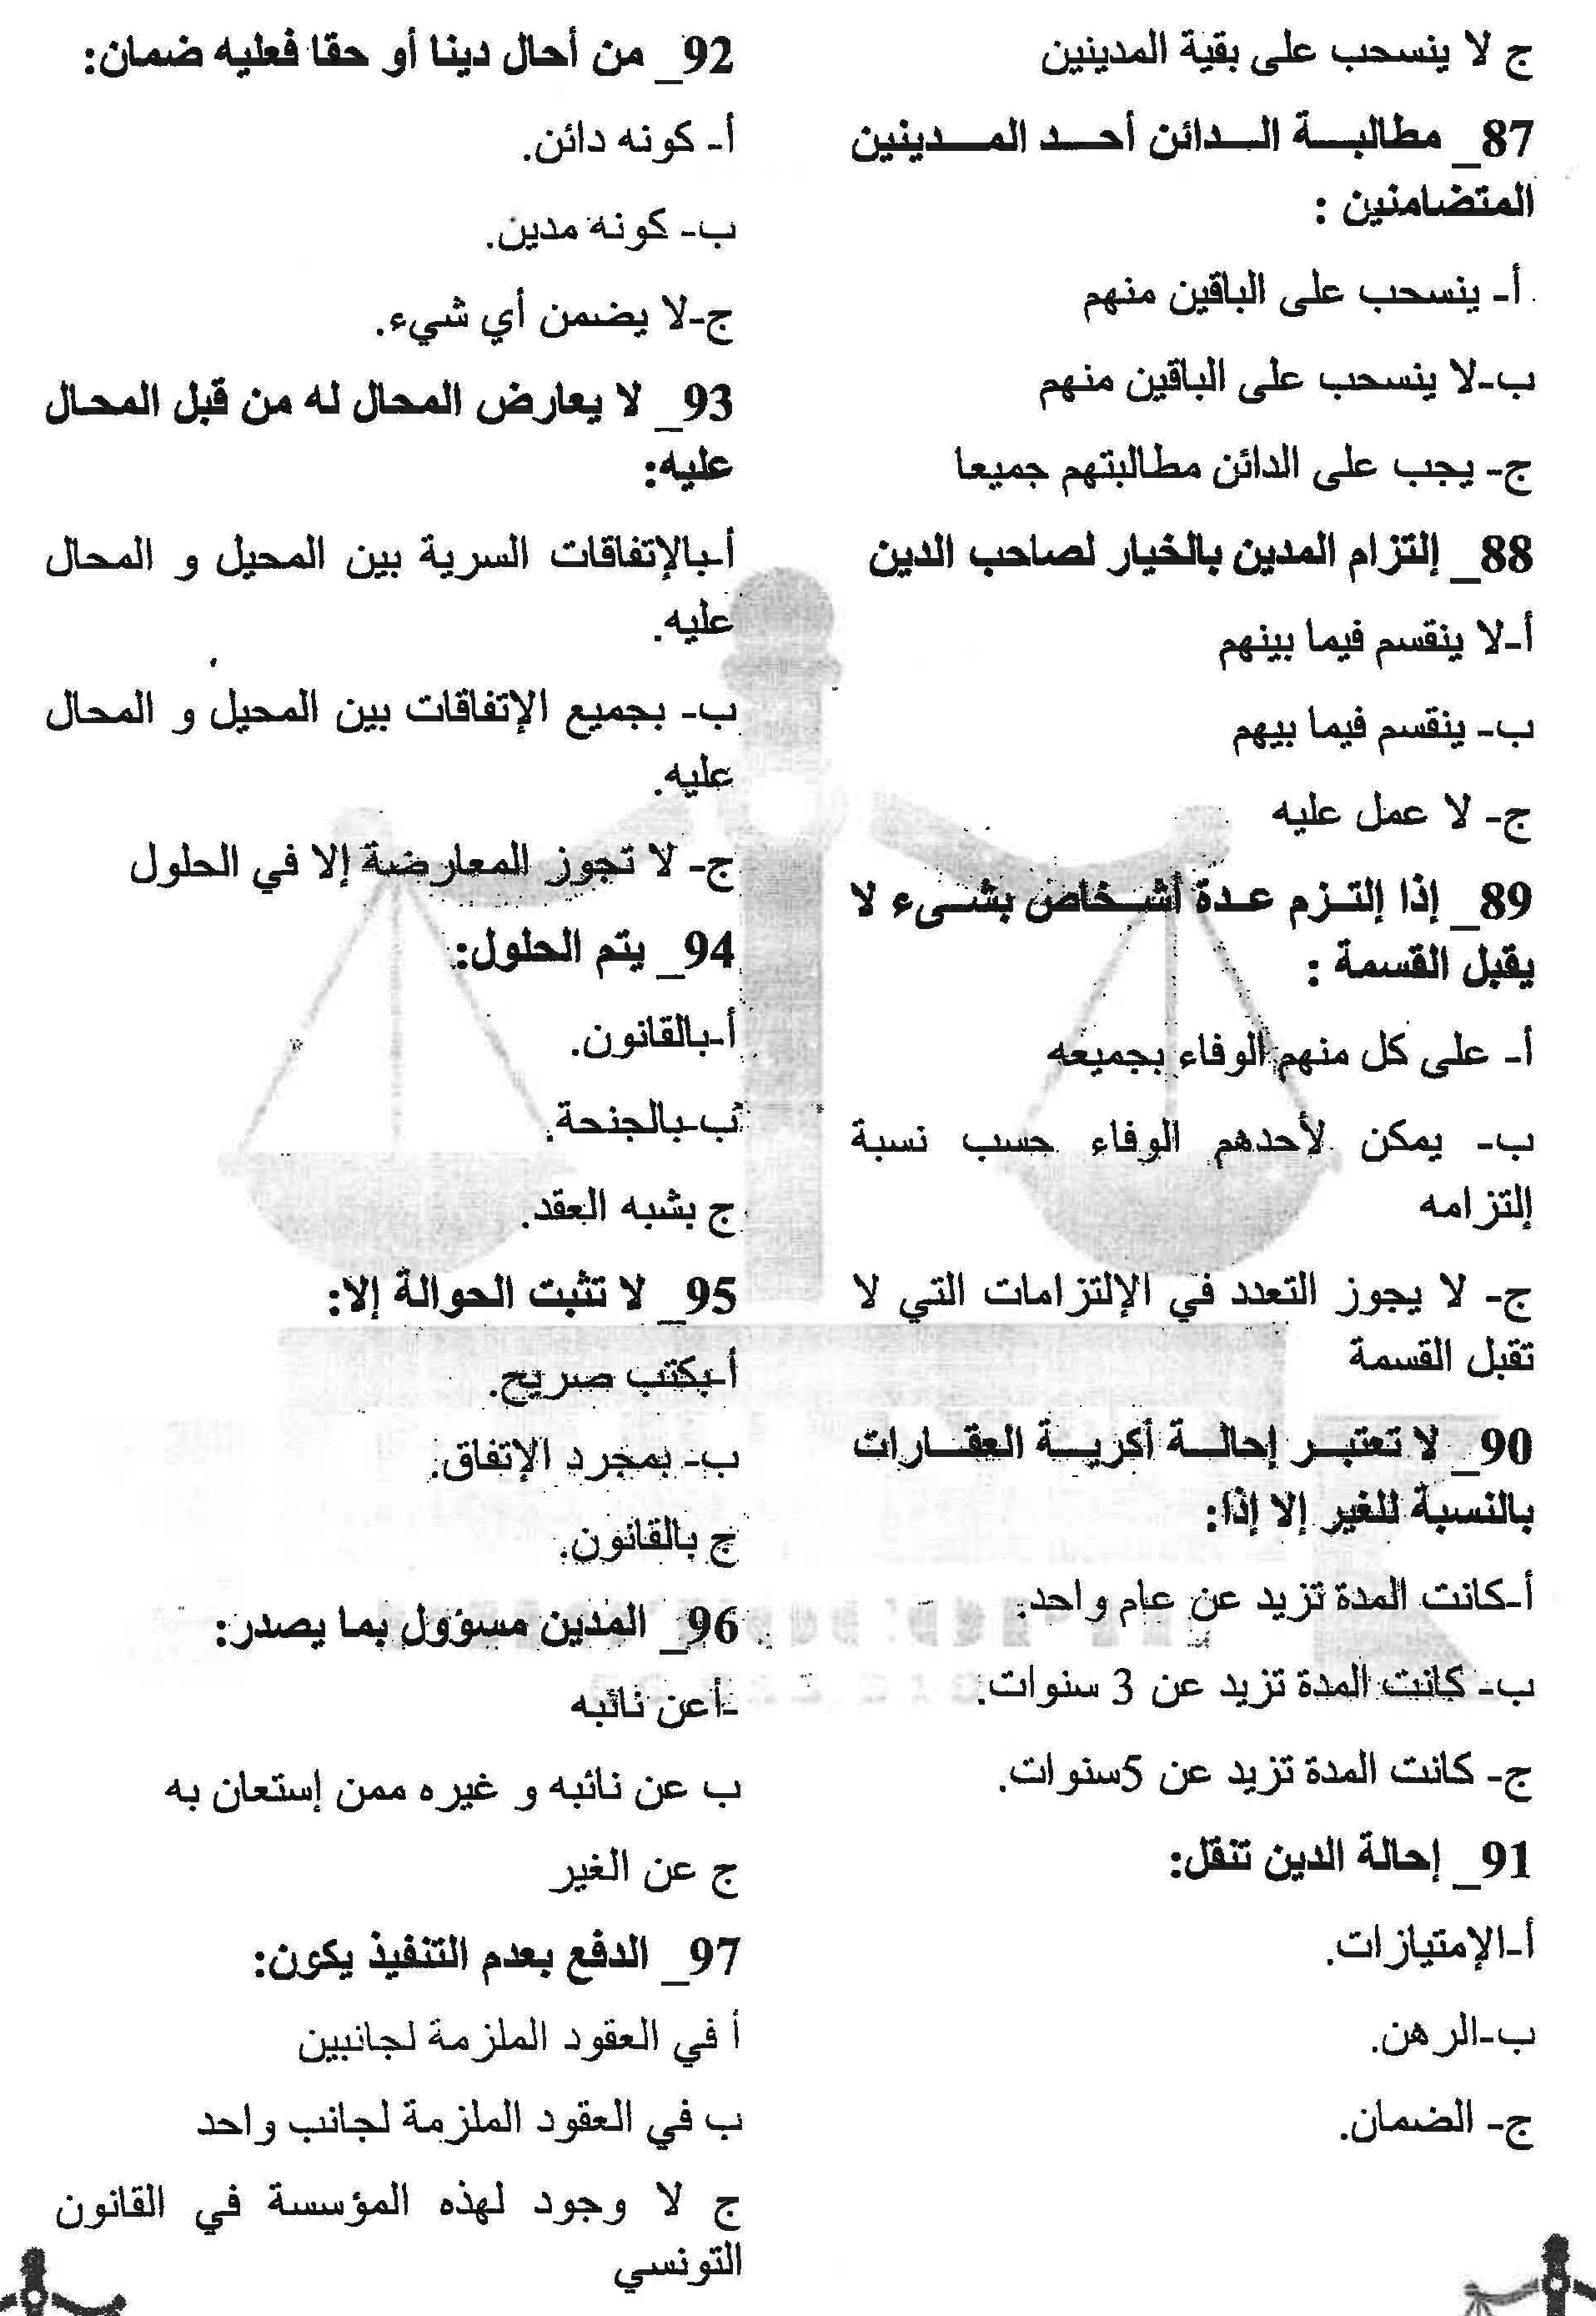 ج لا ينسحب على بقية المدينين
87_ مطالبة الدائن أحد المدينين
المتضامنين :
أ- ينسحب على الباقين منهم
ب-لا ينسحب على الباقين منهم
ج- يجب على الدائن مطالبتهم جميعا
88_ إلتزام المدين بالخيار لصاحب الدين
أ-لا ينقسم فيما بينهم
ب- ينقسم فيما بيهم
ج- لا عمل عليه
89_ إذا إلتزم عدة أشخاص بشىء لا
يقبل القسمة :
أ- على كل منهم الوفاء بجميعه
ب- يمكن لأحدهم الوفاء حسب نسبة
إلتزامه
ج- لا يجوز التعدد في الإلتزامات التي لا
تقبل القسمة
90_ لا تعتبر إحالة أكرية العقارات
بالنسبة للغير إلا إذا:
أ-كانت المدة تزيد عن عام واحد.
ب- كانت المدة تزيد عن 3 سنوات.
ج- كانت المدة تزيد عن 5سنوات.
91_ إحالة الدين تنقل:
أ-الإمتيازات.
ب-الرهن.
ج- الضمان.
92_ من أحال دينا أو حقا فعليه ضمان:
أ- كونه دائن.
ب- كونه مدين.
ج-لا يضمن أي شيء.
93_ لا يعارض المحال له من قبل المحال
عليه:
أ-بالإتفاقات السرية بين المحيل و المحال
عليه.
ب- بجميع الإتفاقات بين المحيل و المحال
عليه.
ج- لا تجوز المعارضة إلا في الحلول
94_ يتم الحلول:
أ-بالقانون.
ب-بالجنحة.
ج بشبه العقد.
95_ لا تثبت الحوالة إلا:
أ-بكتب صريح.
ب- بمجرد الإتفاق.
ج بالقانون.
96_ المدين مسؤول بما يصدر:
-أعن نائبه
ب عن نائبه و غيره ممن إستعان به
ج عن الغير
97_ الدفع بعدم التنفيذ يكون:
أ في العقود الملزمة لجانبين
ب في العقود الملزمة لجانب واحد
ج لا وجود لهذه المؤسسة في القانون
التونسي